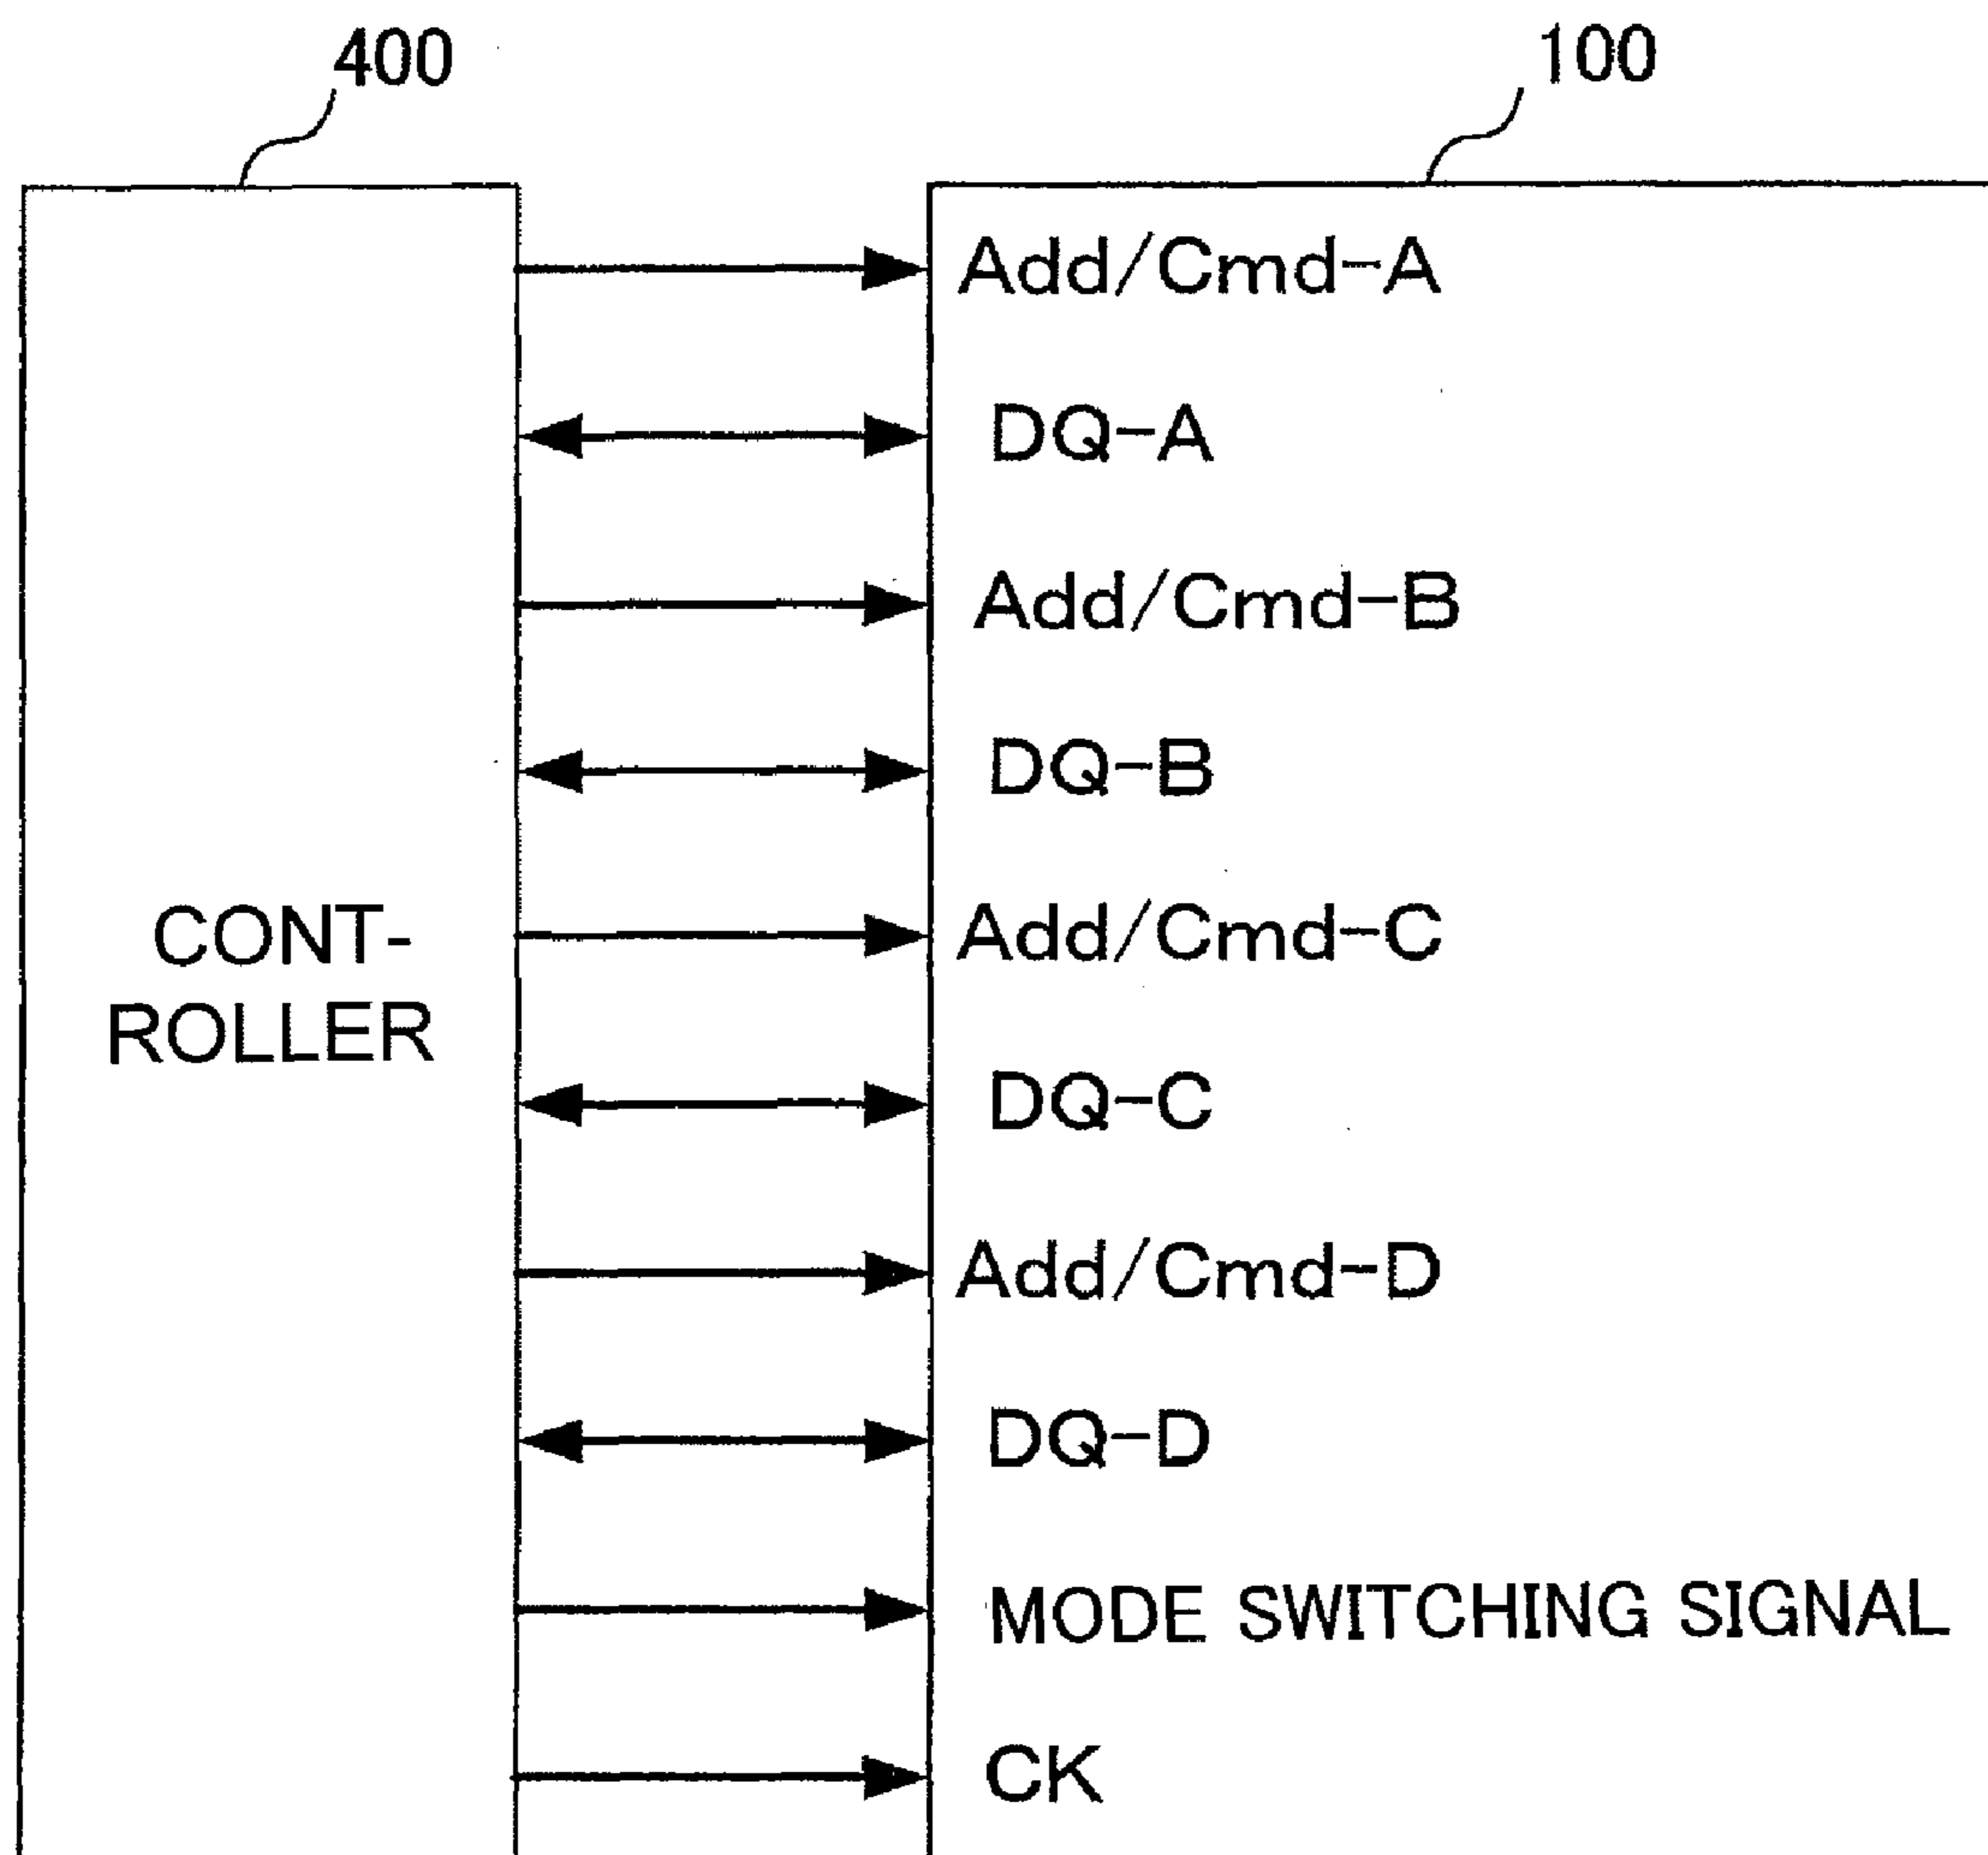 400
100
Add/Cmd-A
DQ-A
Add/Cmd-B
DQ-B
CONT-
ROLLER
Add/Cmd-C
DQ-C
Add/Cmd-D
DQ-D
MODE SWITCHING SIGNAL
CK